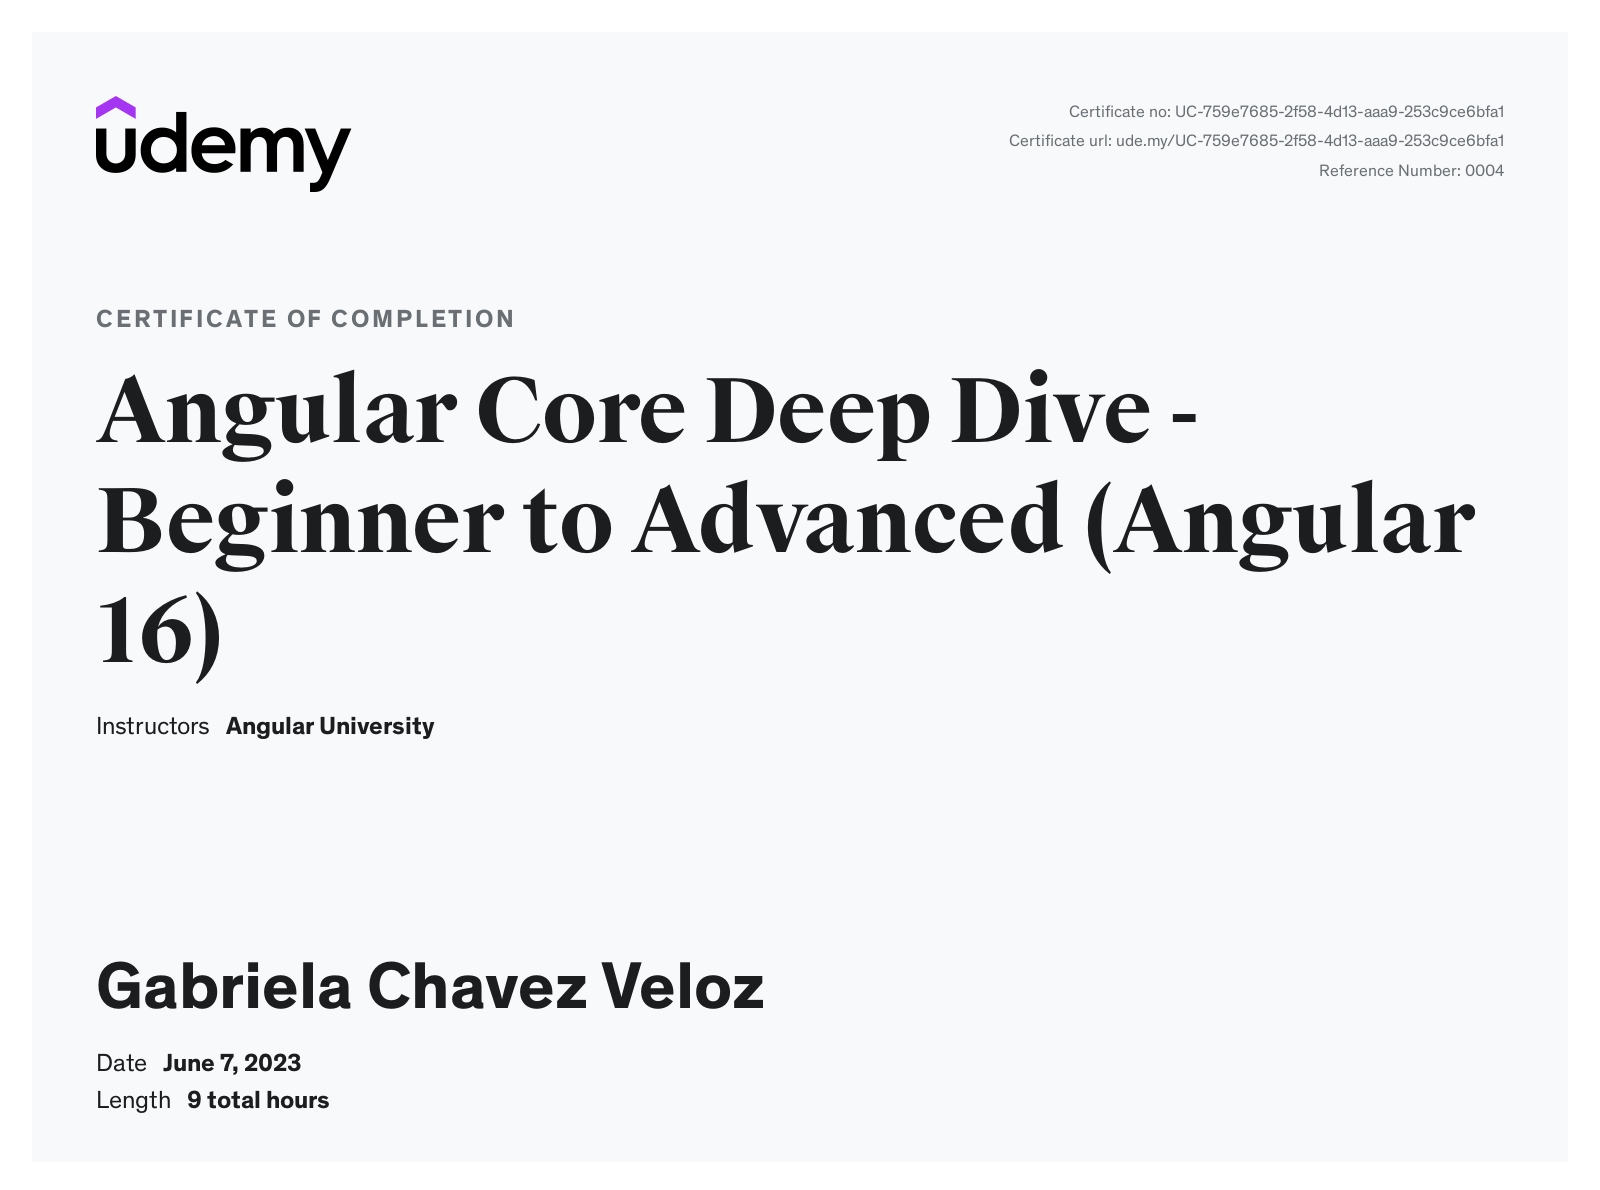 udemy
Certificate no: UC-759e7685-2f58-4d13-aaa9-253c9ce6bfa1
Certificate url: ude.my/UC-759e7685-2f58-4d13-aaa9-253c9ce6bfa1
Reference Number: 0004
CERTIFICATE OF COMPLETION
Angular Core Deep Dive -
Beginner to Advanced (Angular
16)
Instructors Angular University
Gabriela Chavez Veloz
Date June 7, 2023
Length 9 total hours